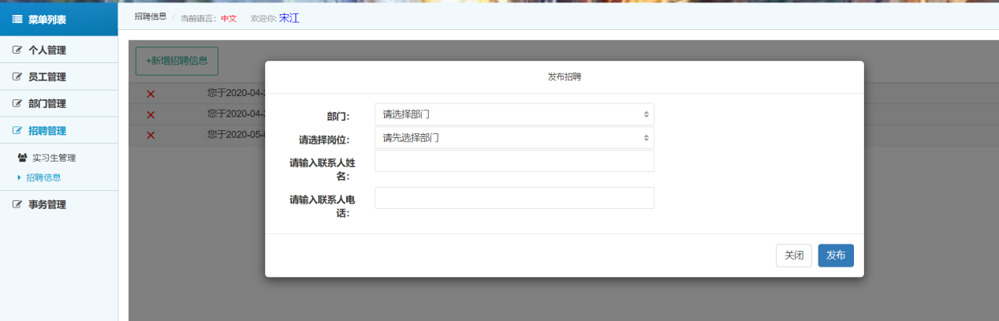 菜单列表
招聘信息 / 当前语言：中文 欢迎你: 宋江
个人管理
员工管理
部门管理
招聘管理
实习生管理
招聘信息
事务管理
+新增招聘信息
您于2020-04-
您于2020-04-
您于2020-05-
发布招聘
部门：
请选择部门
请选择岗位：
请先选择部门
请输入联系人姓
名：
请输入联系人电
话：
关闭
发布